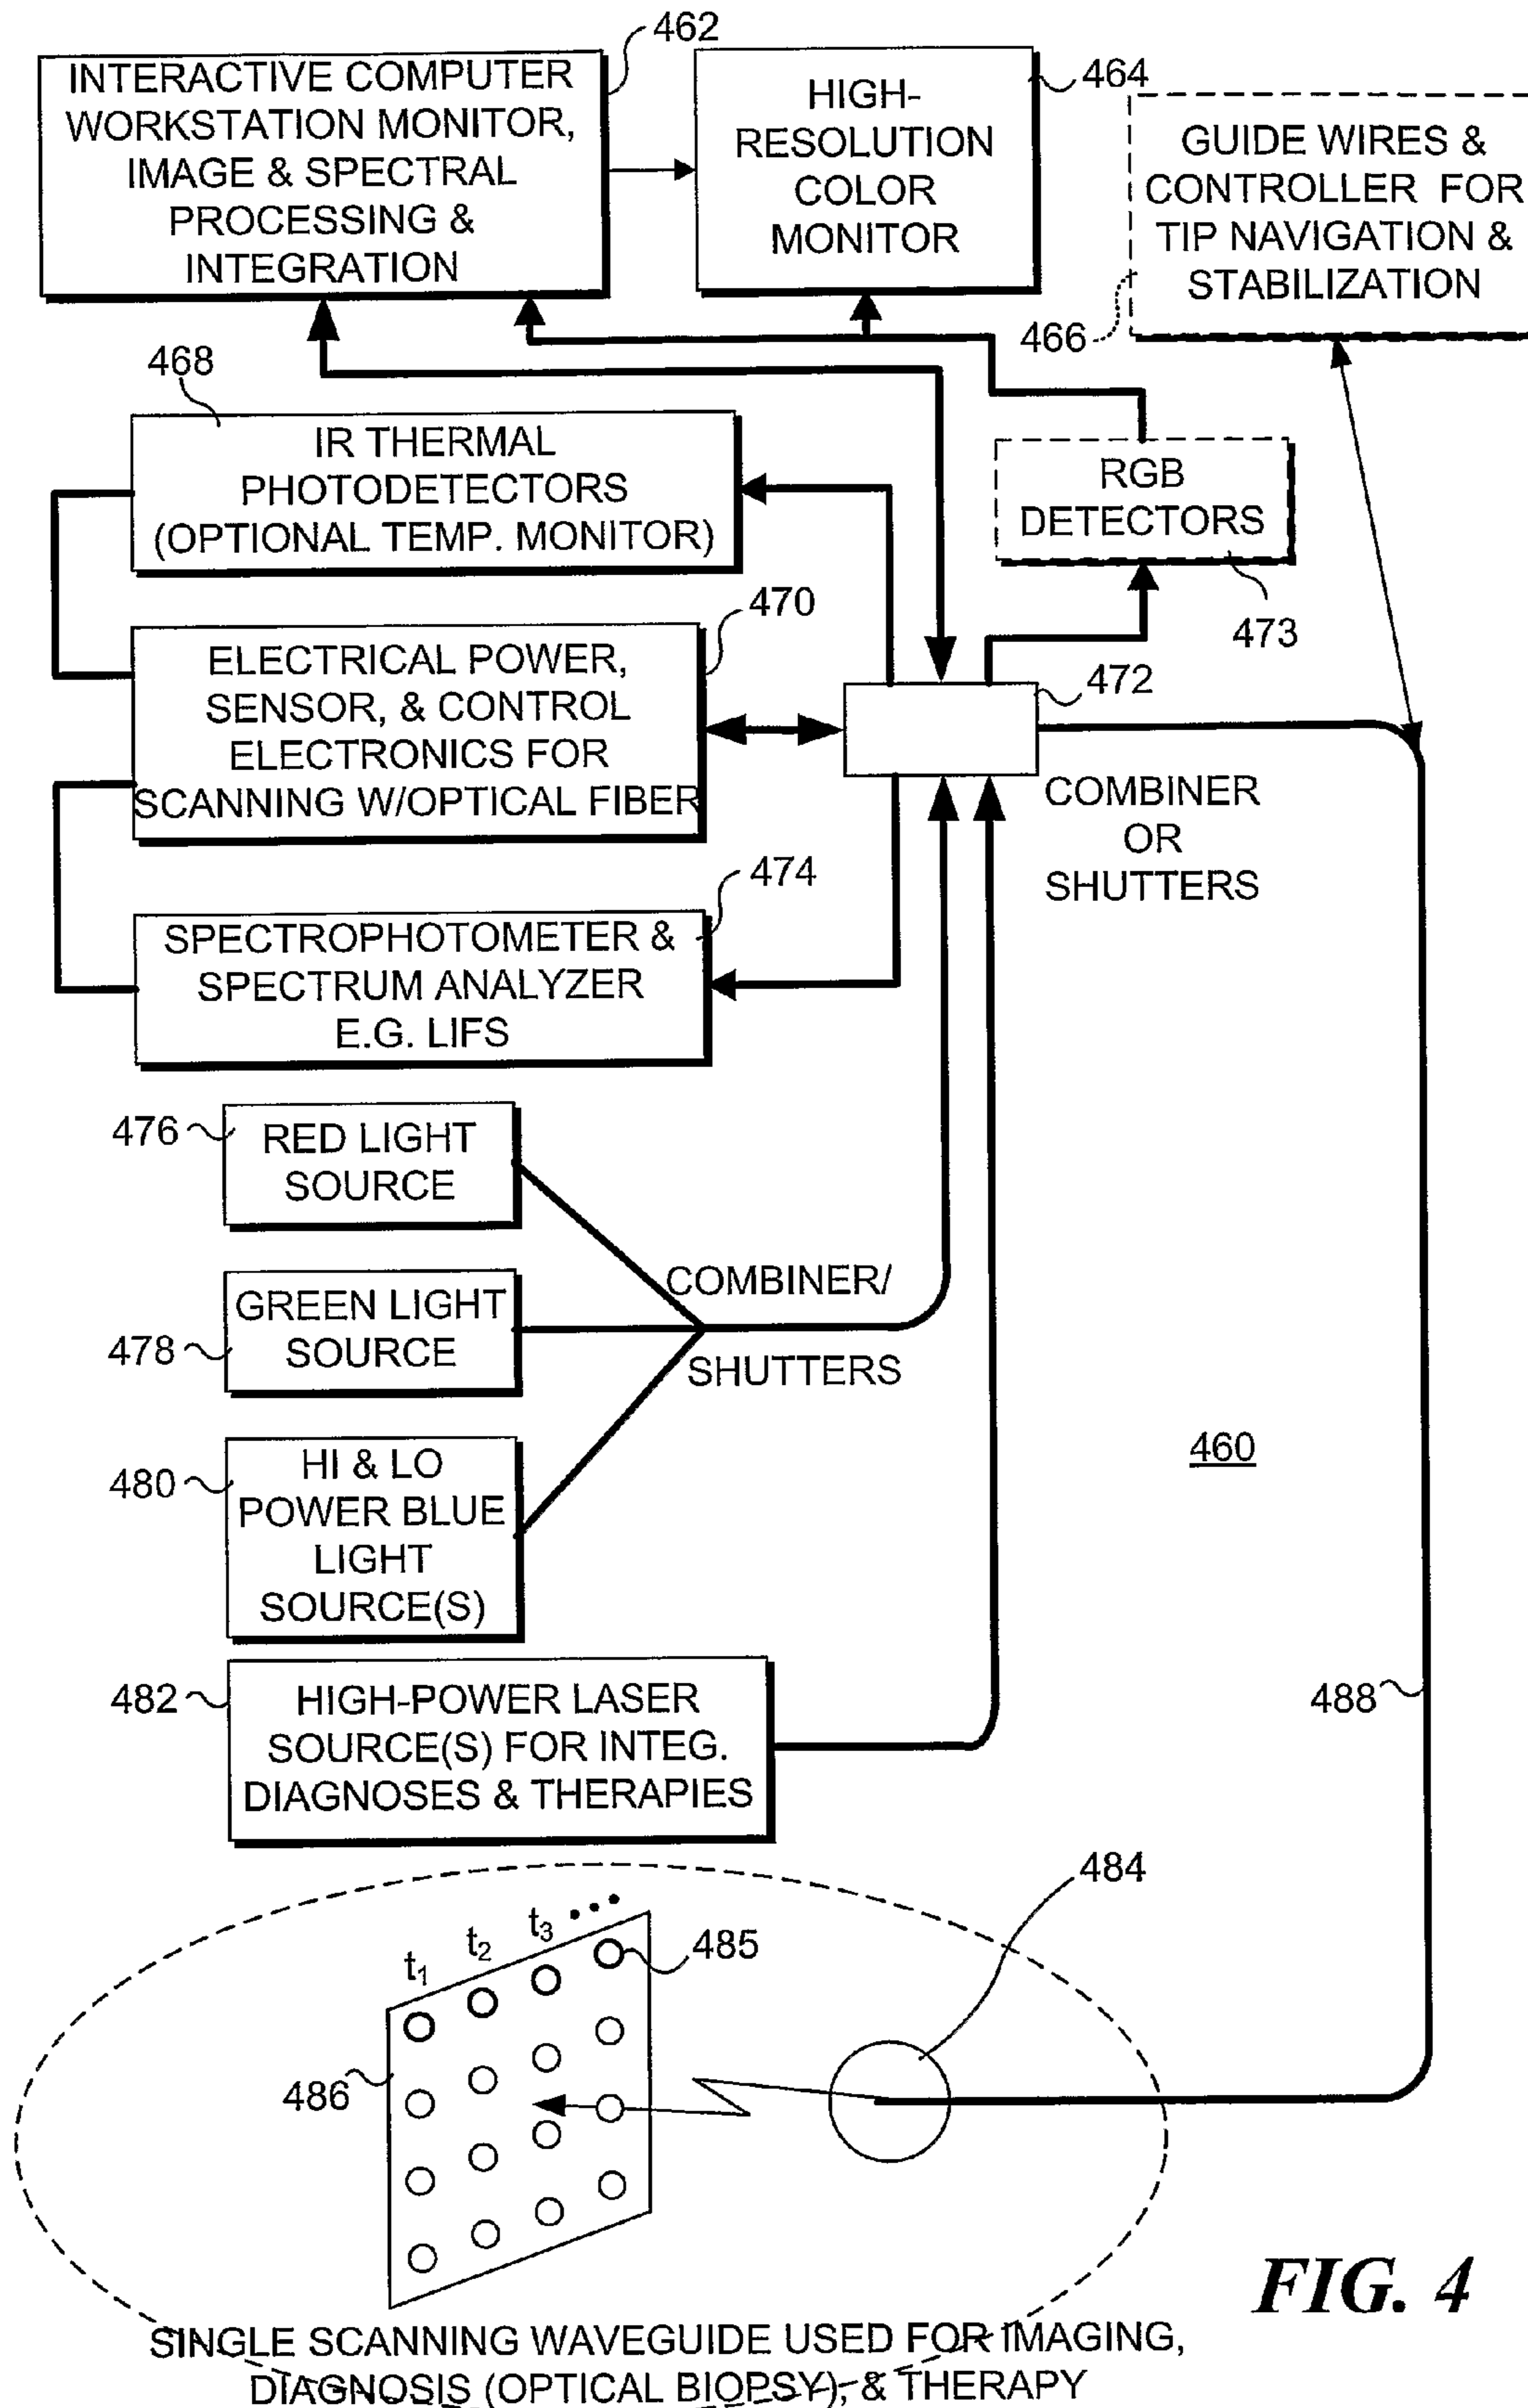 462
INTERACTIVE COMPUTER
WORKSTATION MONITOR,
IMAGE & SPECTRAL
PROCESSING &
INTEGRATION
464
HIGH-
RESOLUTION
COLOR
MONITOR
GUIDE WIRES &
CONTROLLER FOR
TIP NAVIGATION &
STABILIZATION
466
468
IR THERMAL
PHOTODETECTORS
(OPTIONAL TEMP. MONITOR)
RGB
DETECTORS
473
470
ELECTRICAL POWER,
SENSOR, & CONTROL
ELECTRONICS FOR
SCANNING W/OPTICAL FIBER
472
COMBINER
OR
SHUTTERS
474
SPECTROPHOTOMETER &
SPECTRUM ANALYZER
E.G. LIFS
476
RED LIGHT
SOURCE
478
GREEN LIGHT
SOURCE
COMBINER/
SHUTTERS
480
HI & LO
POWER BLUE
LIGHT
SOURCE(S)
460
482
HIGH-POWER LASER
SOURCE(S) FOR INTEG.
DIAGNOSES & THERAPIES
488
484
t1 t2 t3 •••
485
486
FIG. 4
SINGLE SCANNING WAVEGUIDE USED FOR IMAGING,
DIAGNOSIS (OPTICAL BIOPSY), & THERAPY